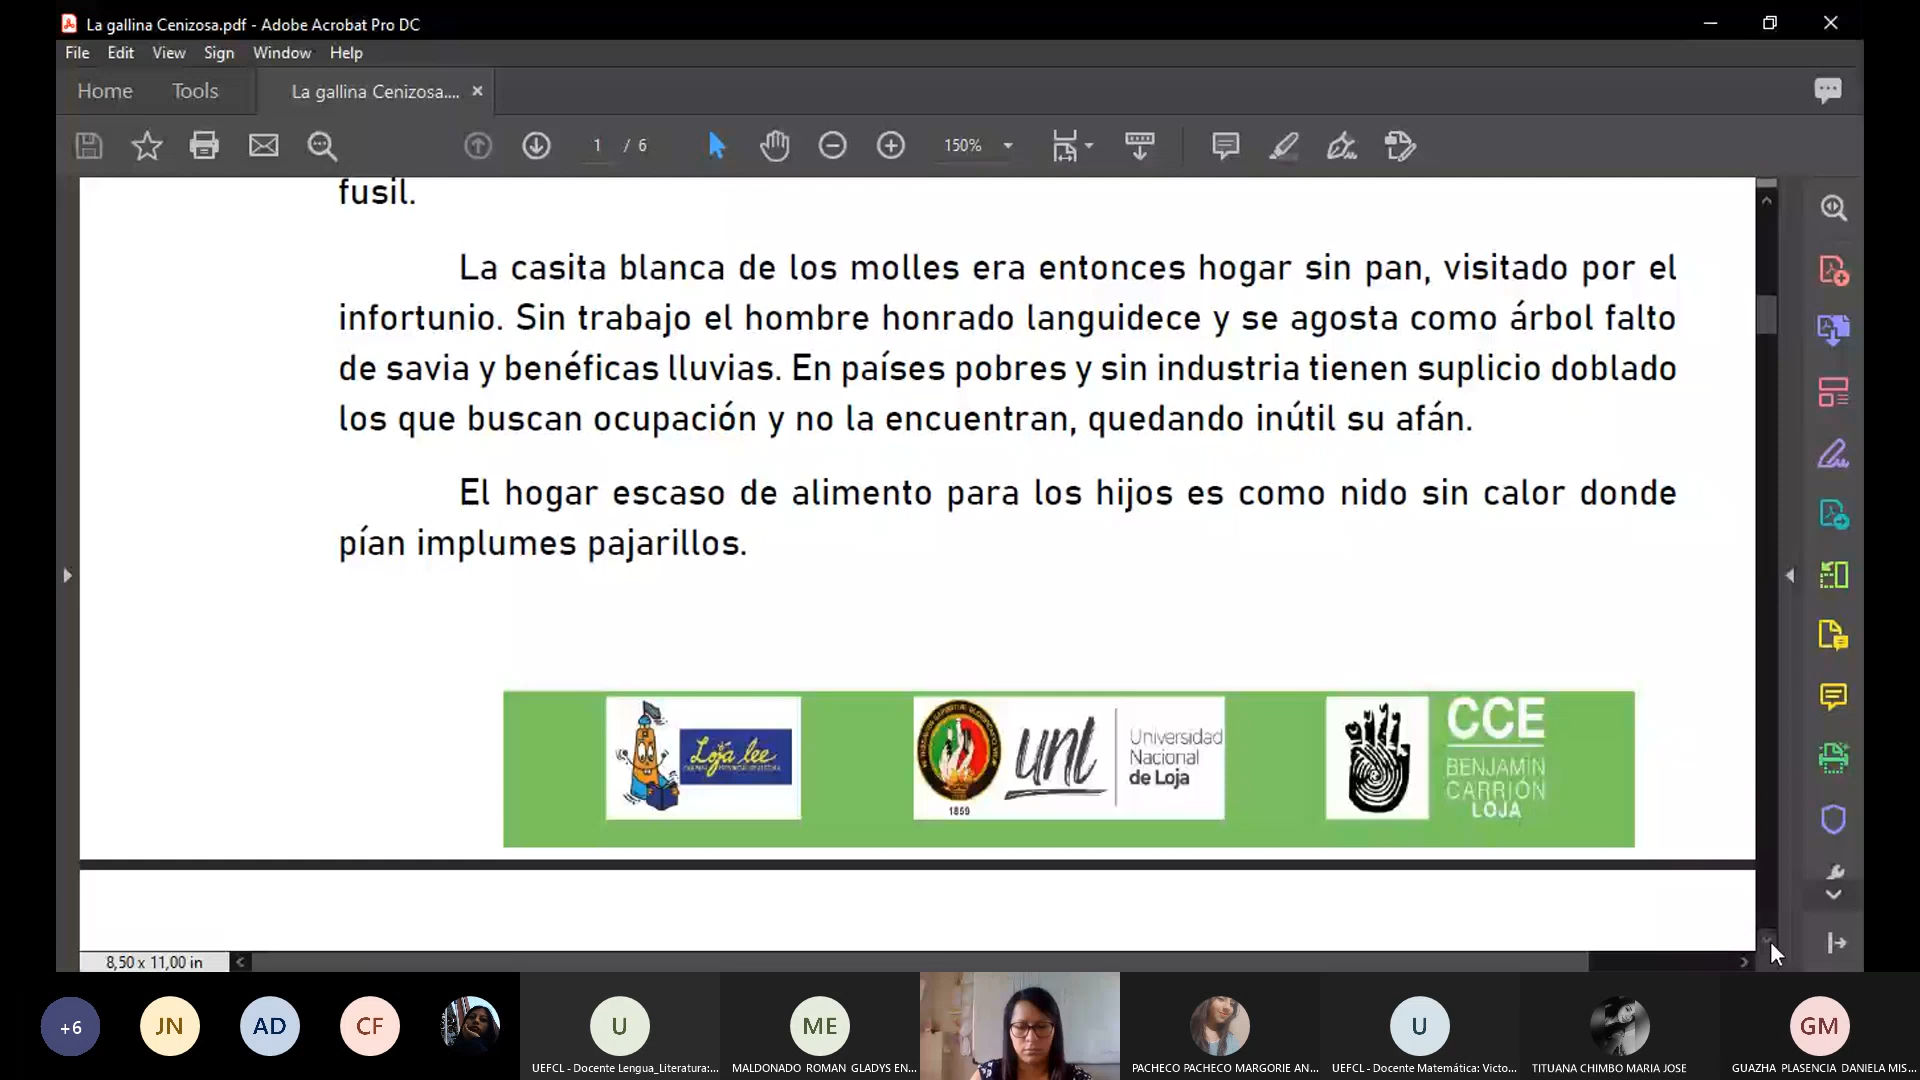 La gallina Cenizosa.pdf - Adobe Acrobat Pro DC
File Edit View Sign Window Help
Home Tools La gallina Cenizosa....
1 / 6 150%
fusil.
La casita blanca de los molles era entonces hogar sin pan, visitado por el
infortunio. Sin trabajo el hombre honrado languidece y se agosta como árbol falto
de savia y benéficas lluvias. En países pobres y sin industria tienen suplicio doblado
los que buscan ocupación y no la encuentran, quedando inútil su afán.
El hogar escaso de alimento para los hijos es como nido sin calor donde
pían implumes pajarillos.
Loja lee
1859
unl
Universidad
Nacional
de Loja
CCE
BENJAMÍN
CARRIÓN
LOJA
8,50 x 11,00 in
+6 JN AD CF U ME U GM
UEFCL - Docente Lengua_Literatura:... MALDONADO ROMAN GLADYS EN... PACHECO PACHECO MARGORIE AN... UEFCL - Docente Matemática: Victo... TITUANA CHIMBO MARIA JOSE GUAZHA PLASENCIA DANIELA MIS...